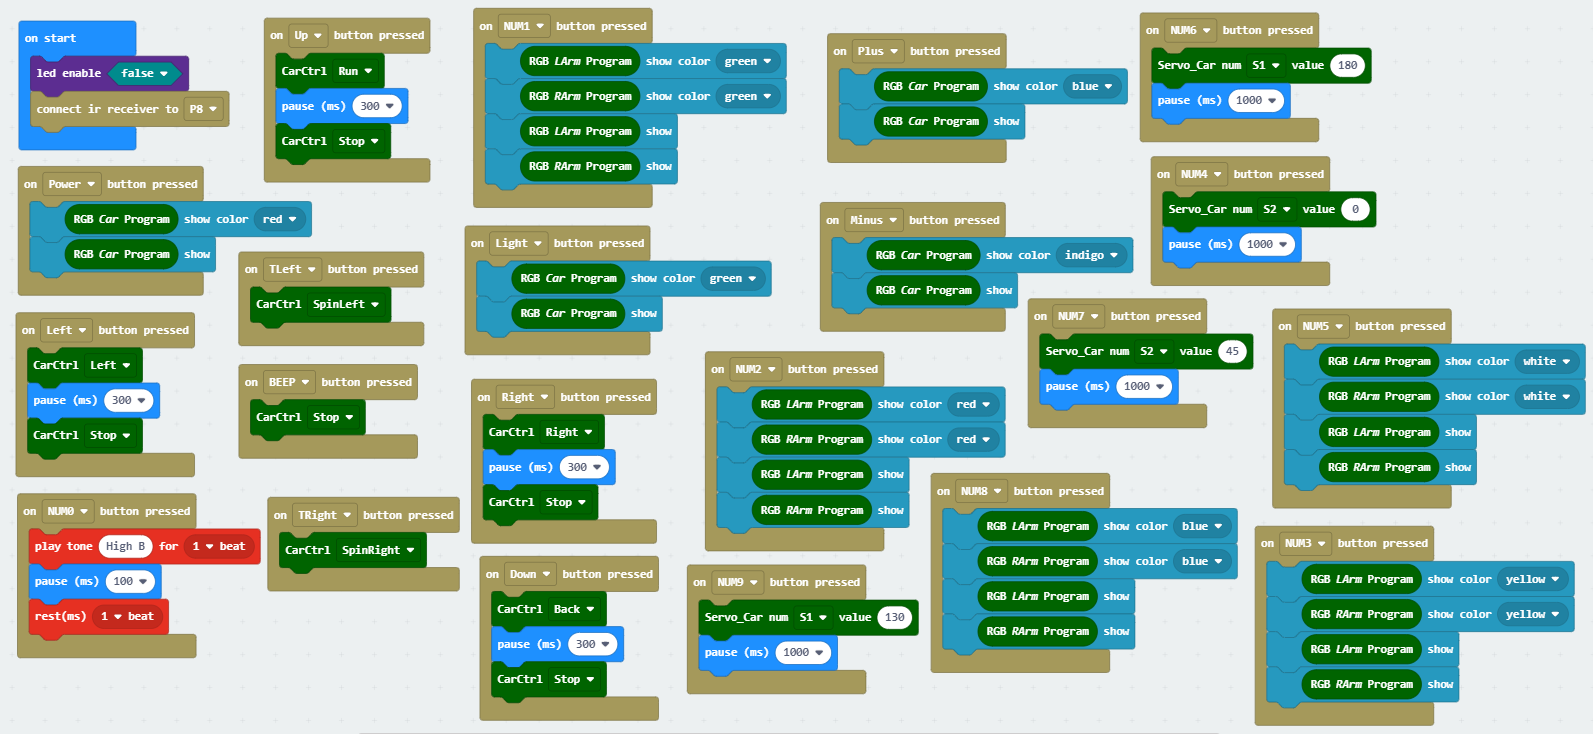 on start
led enable false
connect ir receiver to P8
on Power button pressed
RGB Car Program show color red
RGB Car Program show
on Left button pressed
CarCtrl Left
pause (ms) 300
CarCtrl Stop
on NUM0 button pressed
play tone High B for 1 beat
pause (ms) 100
rest(ms) 1 beat
on Up button pressed
CarCtrl Run
pause (ms) 300
CarCtrl Stop
on TLeft button pressed
CarCtrl SpinLeft
on BEEP button pressed
CarCtrl Stop
on TRight button pressed
CarCtrl SpinRight
on NUM1 button pressed
RGB LArm Program show color green
RGB RArm Program show color green
RGB LArm Program show
RGB RArm Program show
on Light button pressed
RGB Car Program show color green
RGB Car Program show
on Right button pressed
CarCtrl Right
pause (ms) 300
CarCtrl Stop
on Down button pressed
CarCtrl Back
pause (ms) 300
CarCtrl Stop
on Plus button pressed
RGB Car Program show color blue
RGB Car Program show
on Minus button pressed
RGB Car Program show color indigo
RGB Car Program show
on NUM2 button pressed
RGB LArm Program show color red
RGB RArm Program show color red
RGB LArm Program show
RGB RArm Program show
on NUM9 button pressed
Servo_Car num S1 value 130
pause (ms) 1000
on NUM6 button pressed
Servo_Car num S1 value 180
pause (ms) 1000
on NUM4 button pressed
Servo_Car num S2 value 0
pause (ms) 1000
on NUM7 button pressed
Servo_Car num S2 value 45
pause (ms) 1000
on NUM8 button pressed
RGB LArm Program show color blue
RGB RArm Program show color blue
RGB LArm Program show
RGB RArm Program show
on NUM5 button pressed
RGB LArm Program show color white
RGB RArm Program show color white
RGB LArm Program show
RGB RArm Program show
on NUM3 button pressed
RGB LArm Program show color yellow
RGB RArm Program show color yellow
RGB LArm Program show
RGB RArm Program show